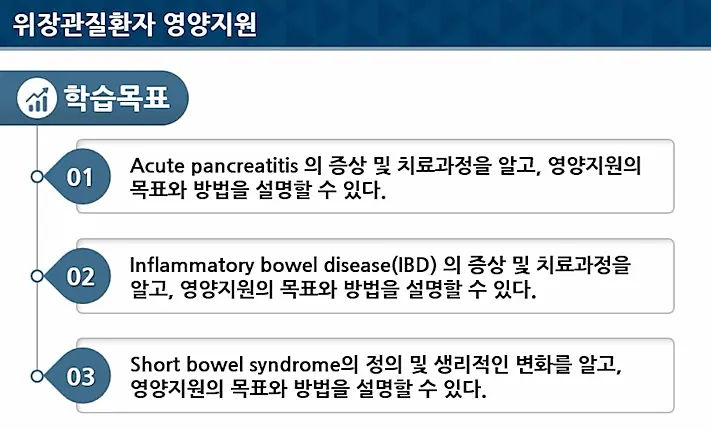 위장관질환자 영양지원
학습목표
01
Acute pancreatitis 의 증상 및 치료과정을 알고, 영양지원의
목표와 방법을 설명할 수 있다.
02
Inflammatory bowel disease(IBD) 의 증상 및 치료과정을
알고, 영양지원의 목표와 방법을 설명할 수 있다.
03
Short bowel syndrome의 정의 및 생리적인 변화를 알고,
영양지원의 목표와 방법을 설명할 수 있다.